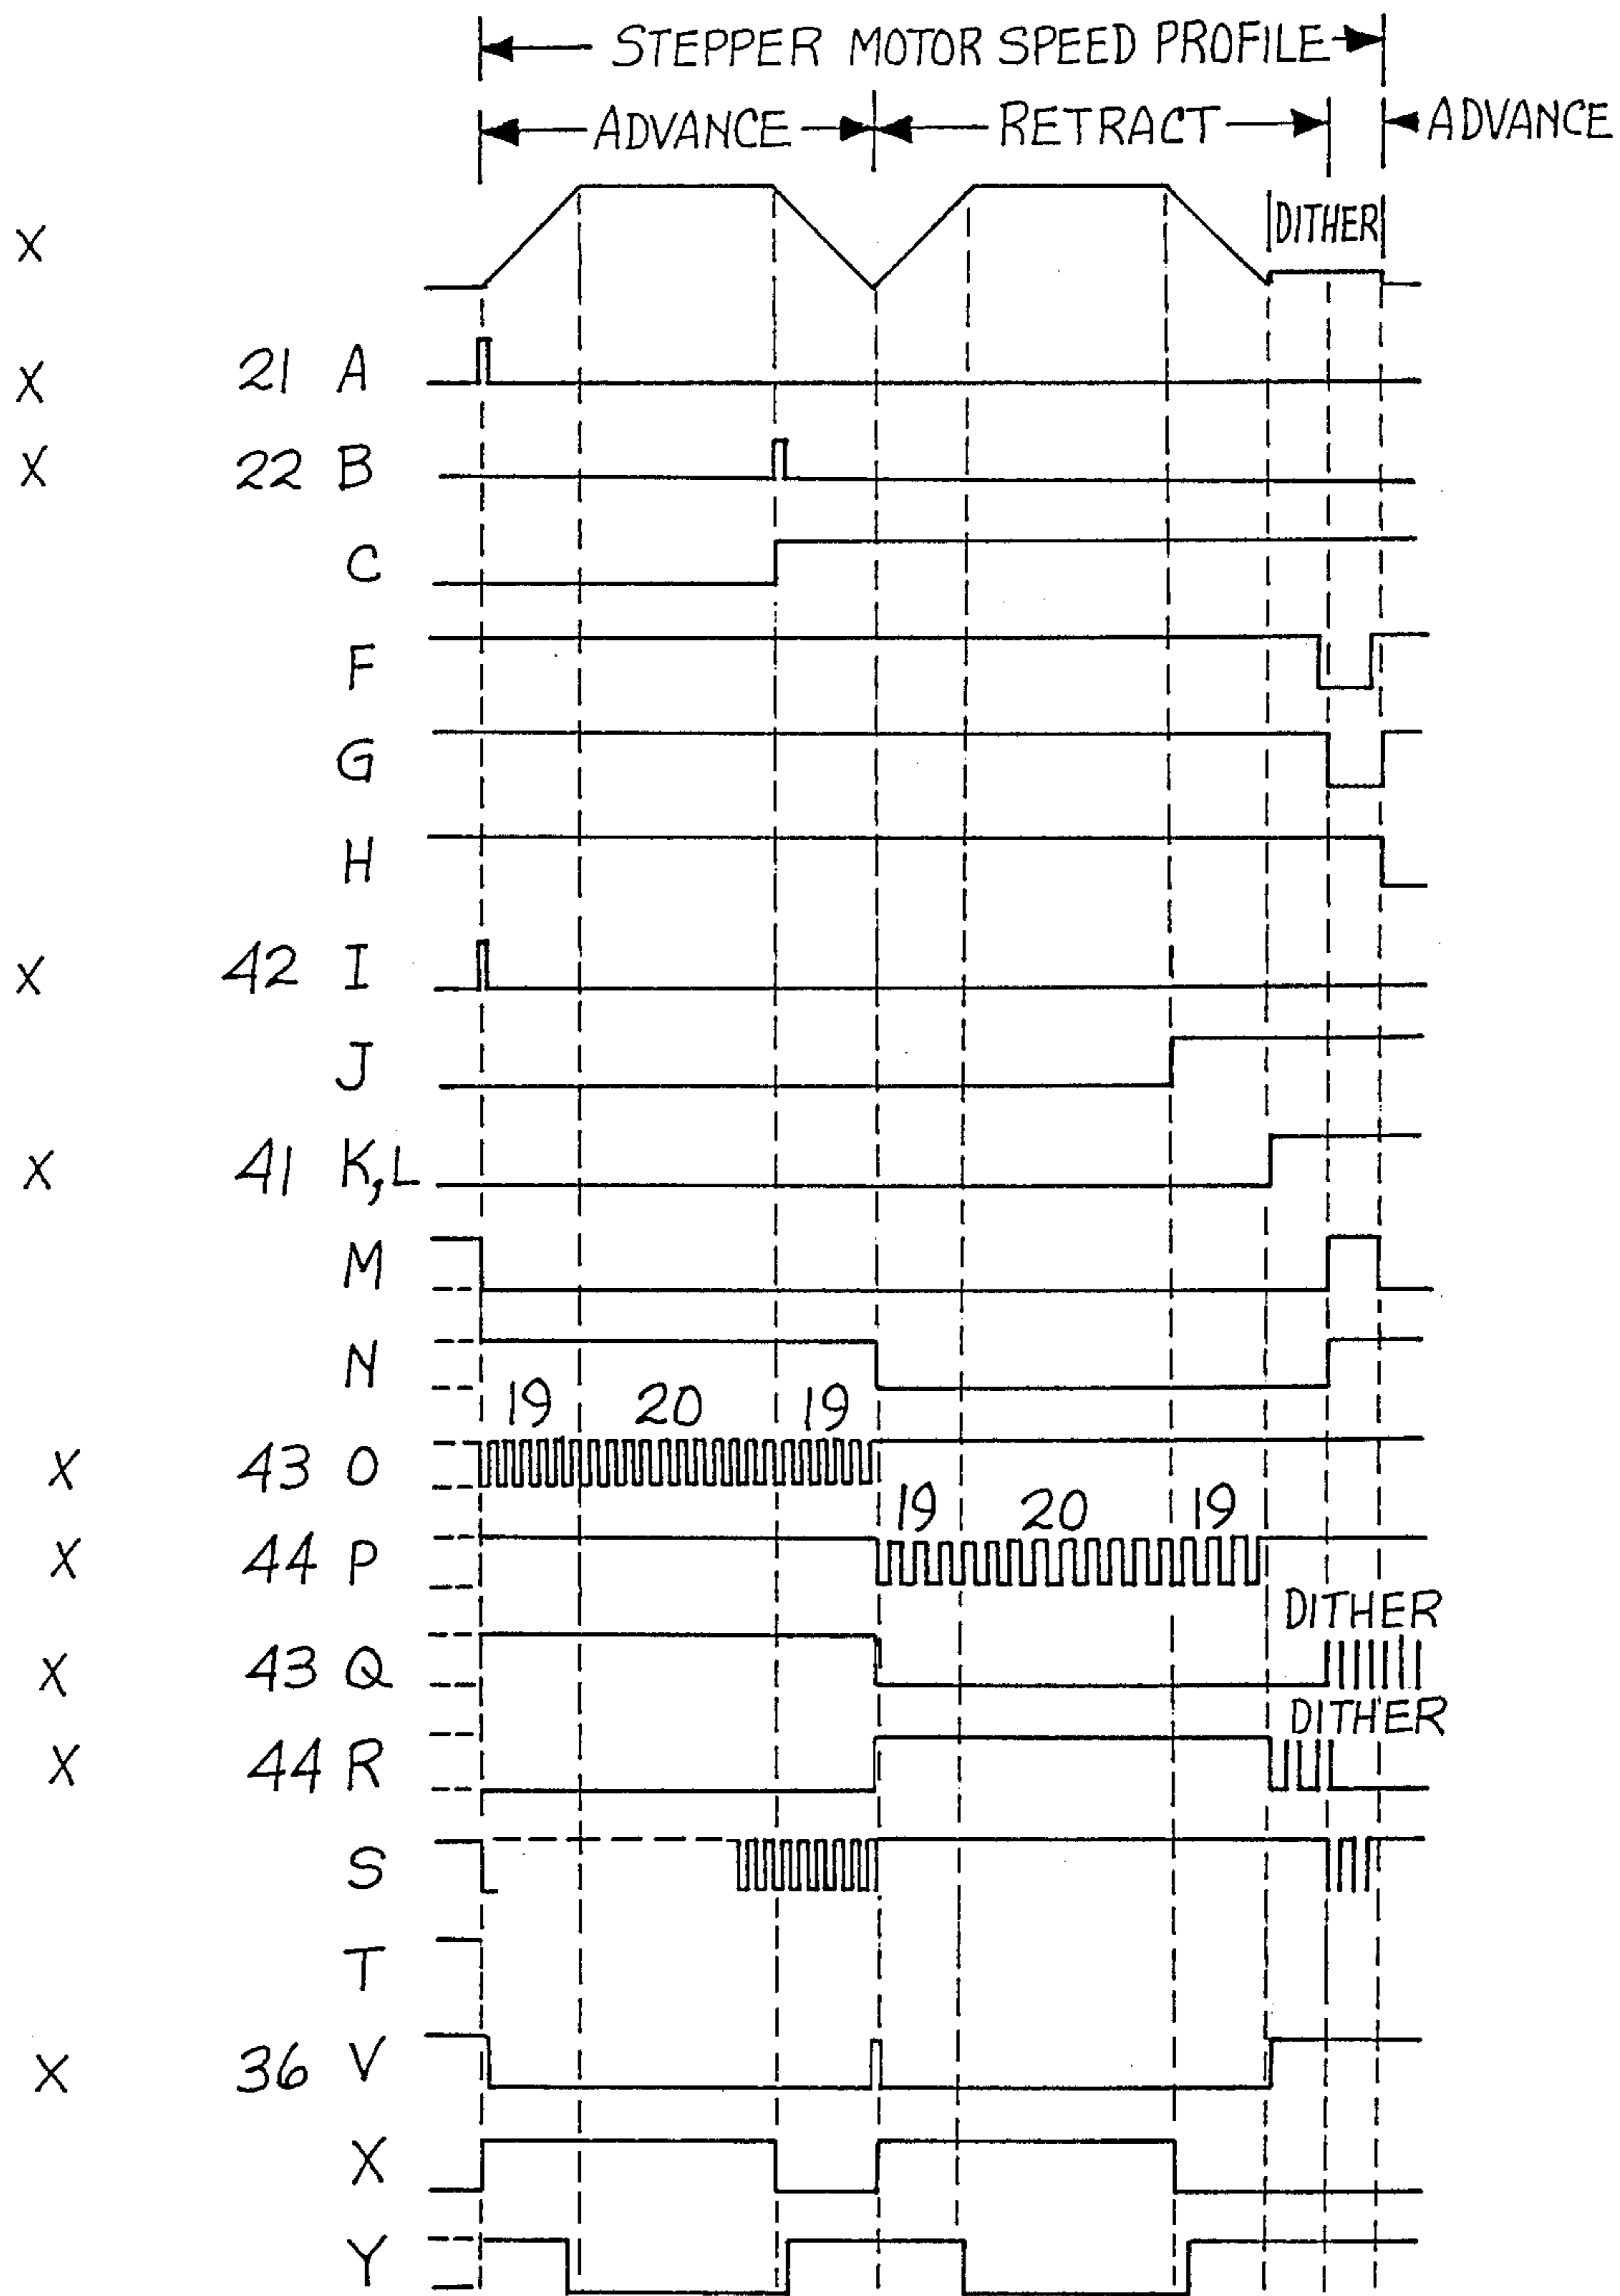 STEPPER MOTOR SPEED PROFILE
ADVANCE RETRACT ADVANCE
X DITHER
X 21 A
X 22 B
C
F
G
H
X 42 I
J
X 41 K,L
M
N
19 20 19
X 43 O
19 20 19
X 44 P
DITHER
X 43 Q
DITHER
X 44 R
S
T
X 36 V
X
Y